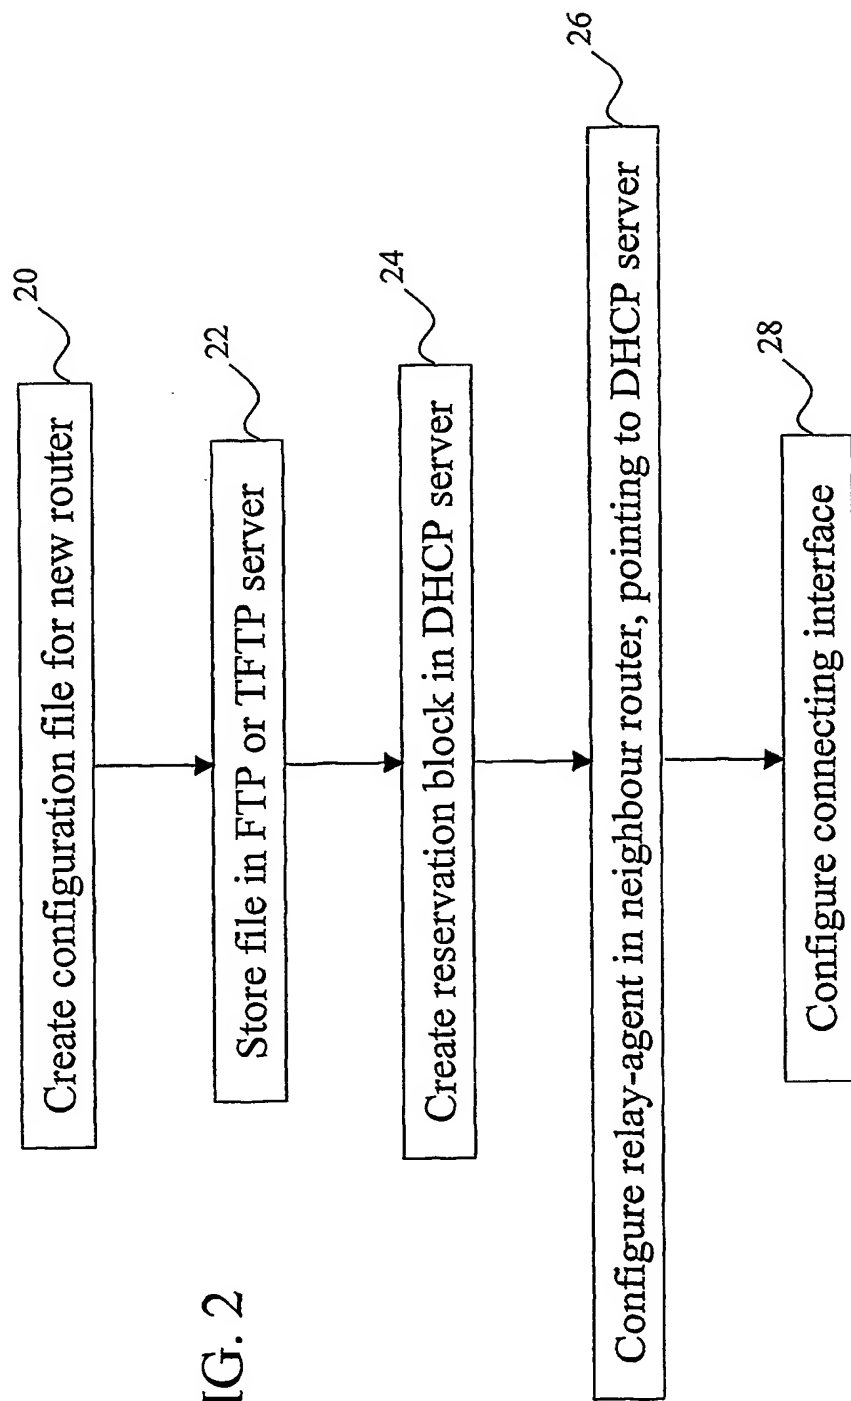 20
Create configuration file for new router
22
Store file in FTP or TFTP server
24
Create reservation block in DHCP server
26
Configure relay-agent in neighbour router, pointing to DHCP server
28
Configure connecting interface
IG. 2